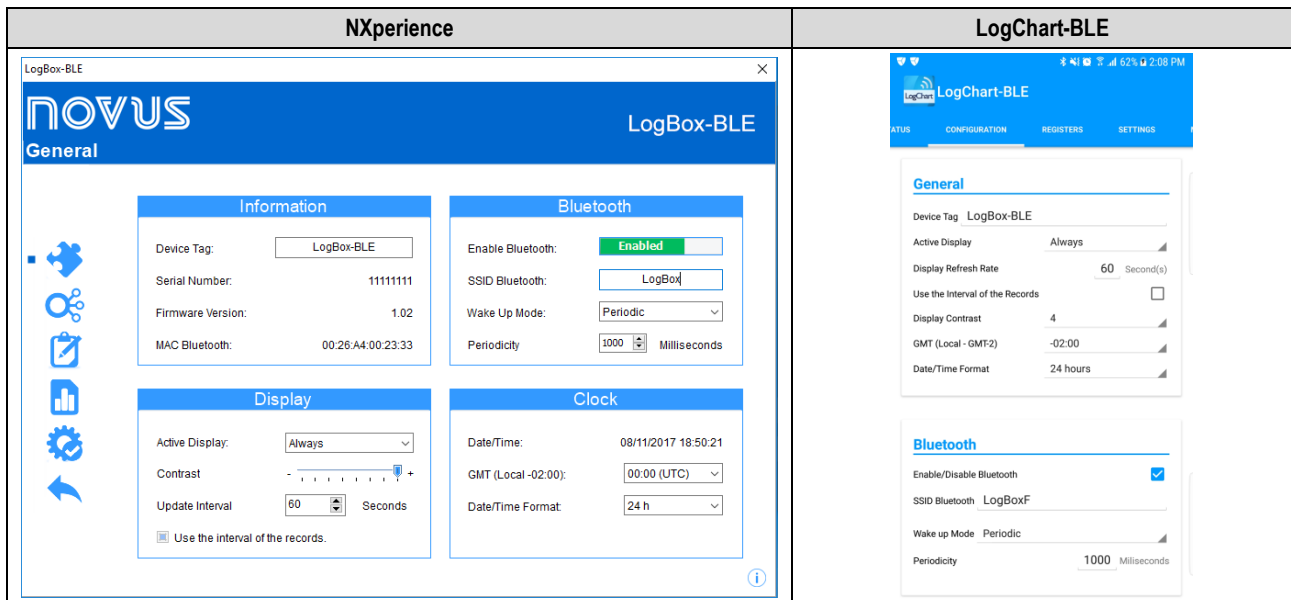 NXperience
LogChart-BLE
LogBox-BLE
NOVUS
LogBox-BLE
General
Information
Device Tag: LogBox-BLE
Serial Number: 11111111
Firmware Version: 1.02
MAC Bluetooth: 00:26:A4:00:23:33
Bluetooth
Enable Bluetooth: Enabled
SSID Bluetooth: LogBox
Wake Up Mode: Periodic
Periodicity 1000 Milliseconds
Display
Active Display: Always
Contrast - +
Update Interval 60 Seconds
Use the interval of the records.
Clock
Date/Time: 08/11/2017 18:50:21
GMT (Local -02:00): 00:00 (UTC)
Date/Time Format: 24 h
62% 2:08 PM
LogChart LogChart-BLE
ATUS CONFIGURATION REGISTERS SETTINGS
General
Device Tag LogBox-BLE
Active Display Always
Display Refresh Rate 60 Second(s)
Use the Interval of the Records
Display Contrast 4
GMT (Local - GMT-2) -02:00
Date/Time Format 24 hours
Bluetooth
Enable/Disable Bluetooth
SSID Bluetooth LogBoxF
Wake up Mode Periodic
Periodicity 1000 Miliseconds